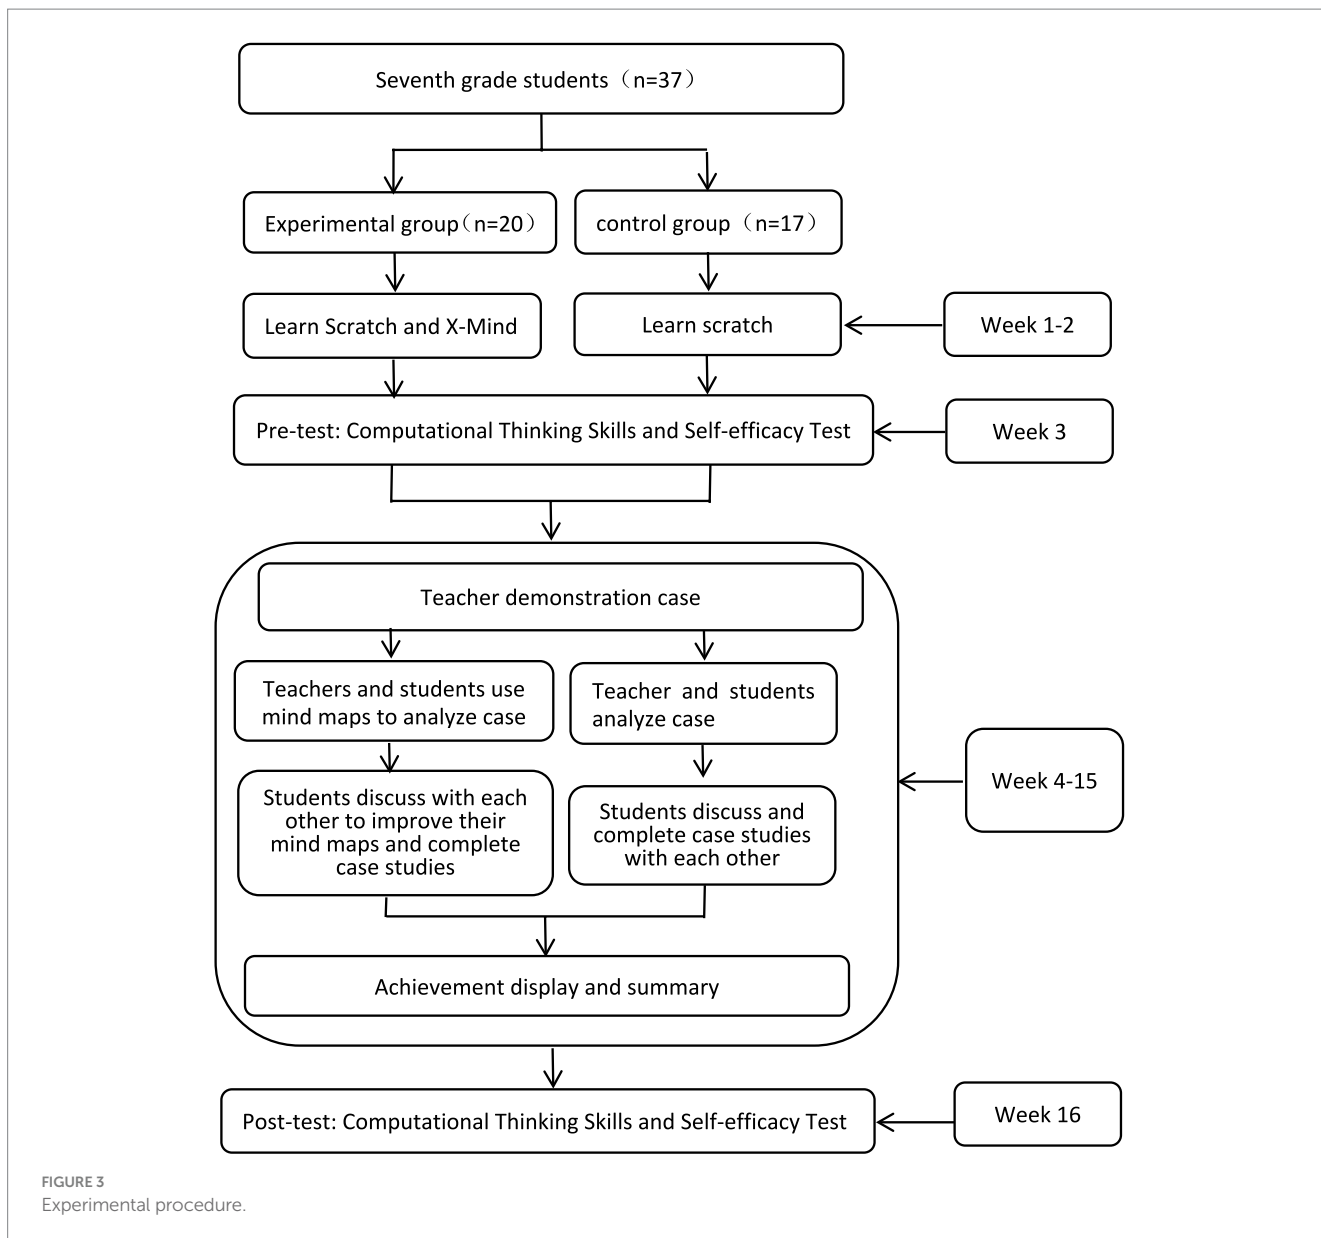 Seventh grade students（n=37）
Experimental group（n=20）
control group（n=17）
Learn Scratch and X-Mind
Learn scratch
Week 1-2
Pre-test: Computational Thinking Skills and Self-efficacy Test
Week 3
Teacher demonstration case
Teachers and students use
mind maps to analyze case
Teacher and students
analyze case
Week 4-15
Students discuss with each
other to improve their
mind maps and complete
case studies
Students discuss and
complete case studies
with each other
Achievement display and summary
Post-test: Computational Thinking Skills and Self-efficacy Test
Week 16
FIGURE 3
Experimental procedure.